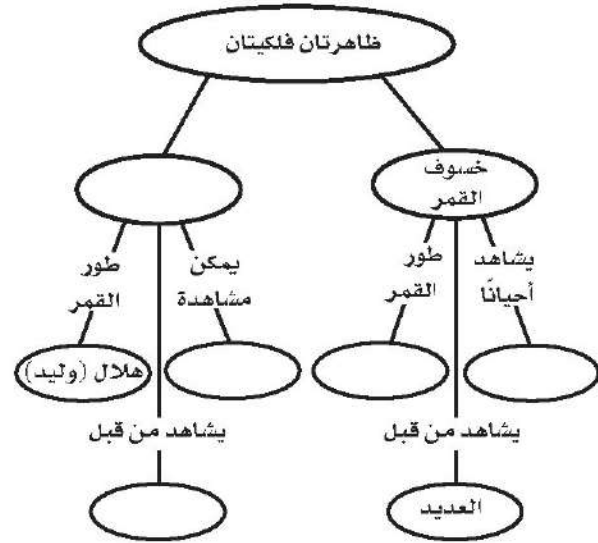 ظاهرتان فلكيتان
خسوف
القمر
يشاهد
أحيانًا
طور
القمر
يمكن
مشاهدة
طور
القمر
هلال (وليد)
يشاهد من قبل
يشاهد من قبل
العديد